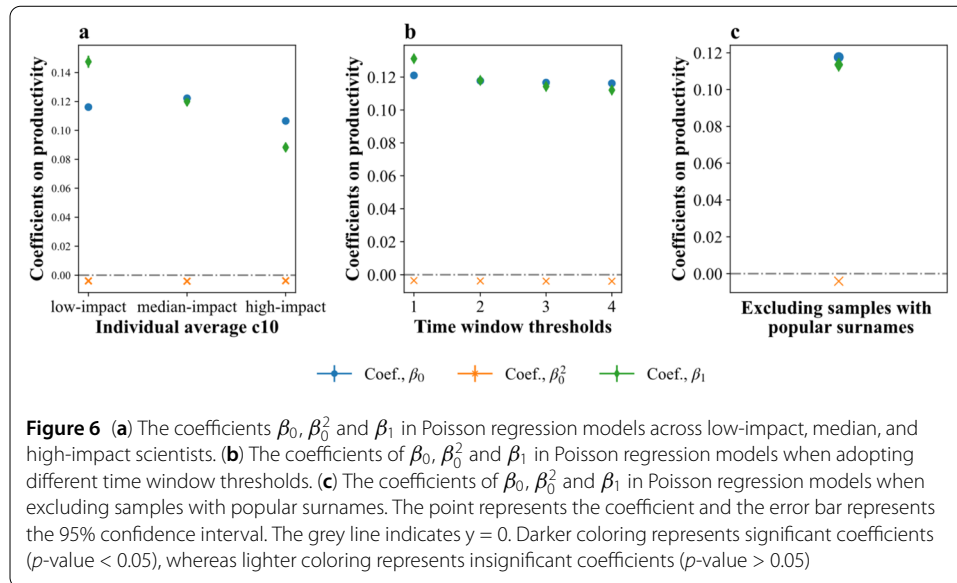 a
b
c
Coefficients on productivity
0.14
0.12
0.10
0.08
0.06
0.04
0.02
0.00
low-impact median-impact high-impact
Individual average c10
Coefficients on productivity
0.12
0.10
0.08
0.06
0.04
0.02
0.00
1 2 3 4
Time window thresholds
Coefficients on productivity
0.12
0.10
0.08
0.06
0.04
0.02
0.00
Excluding samples with
popular surnames
Coef., β₀ Coef., β₀² Coef., β₁
Figure 6 (a) The coefficients β₀, β₀² and β₁ in Poisson regression models across low-impact, median, and
high-impact scientists. (b) The coefficients of β₀, β₀² and β₁ in Poisson regression models when adopting
different time window thresholds. (c) The coefficients of β₀, β₀² and β₁ in Poisson regression models when
excluding samples with popular surnames. The point represents the coefficient and the error bar represents
the 95% confidence interval. The grey line indicates y = 0. Darker coloring represents significant coefficients
(p-value < 0.05), whereas lighter coloring represents insignificant coefficients (p-value > 0.05)